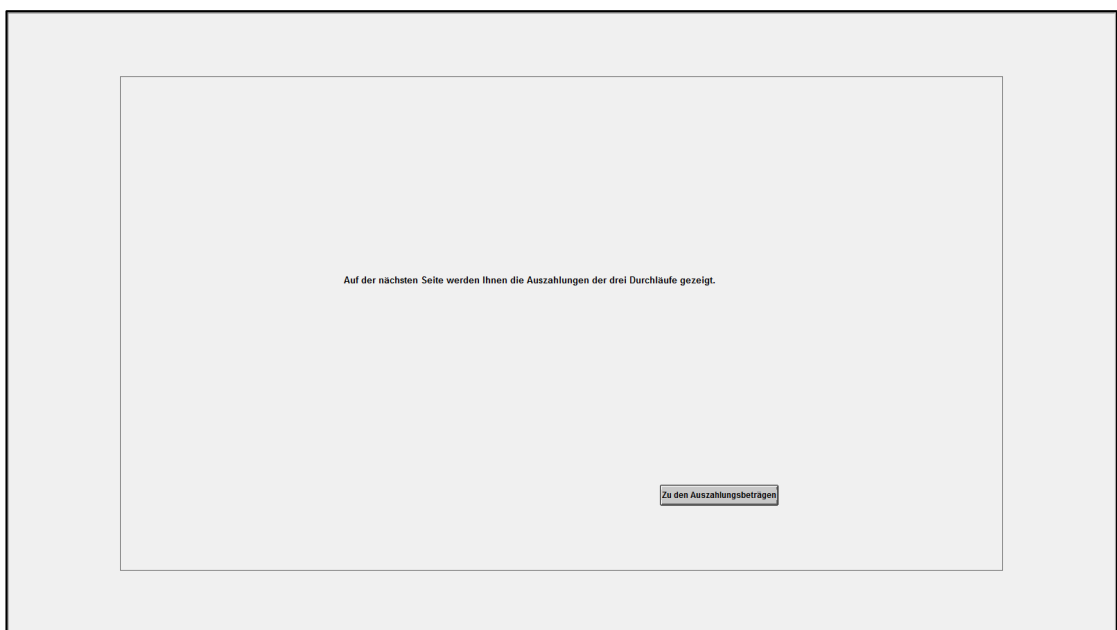 Auf der nächsten Seite werden Ihnen die Auszahlungen der drei Durchläufe gezeigt.
Zu den Auszahlungsbeträgen